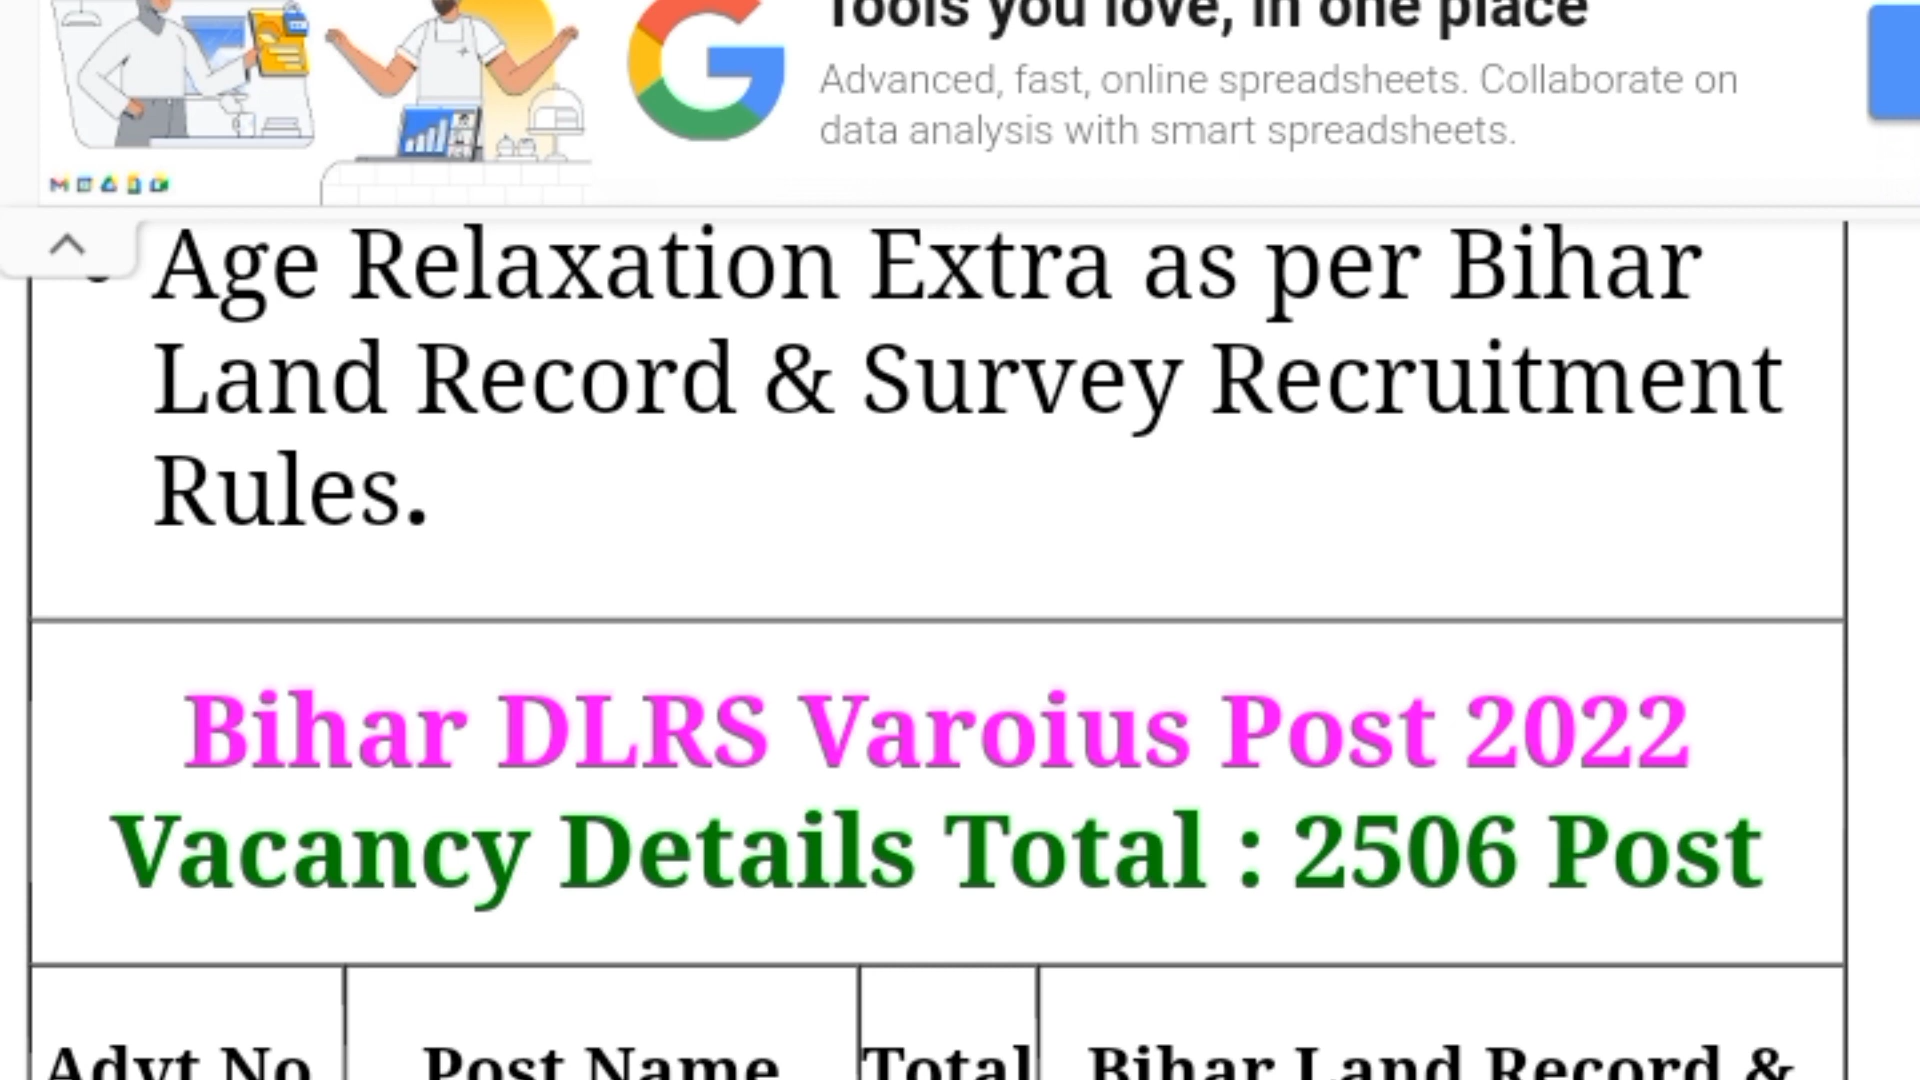 Tools you love, in one place
Advanced, fast, online spreadsheets. Collaborate on
data analysis with smart spreadsheets.
• Age Relaxation Extra as per Bihar
Land Record & Survey Recruitment
Rules.
Bihar DLRS Varoius Post 2022
Vacancy Details Total : 2506 Post
Advt No Post Name Total Bihar Land Record &